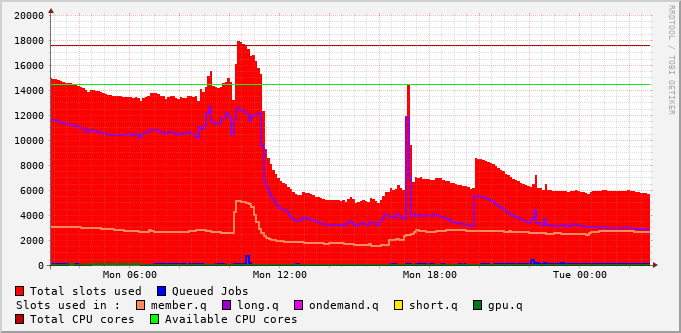 20000
18000
16000
14000
12000
10000
8000
6000
4000
2000
0
Mon 06:00 Mon 12:00 Mon 18:00 Tue 00:00
RRDTOOL / TOBI OETIKER
Total slots used Queued Jobs
Slots used in : member.q long.q ondemand.q short.q gpu.q
Total CPU cores Available CPU cores